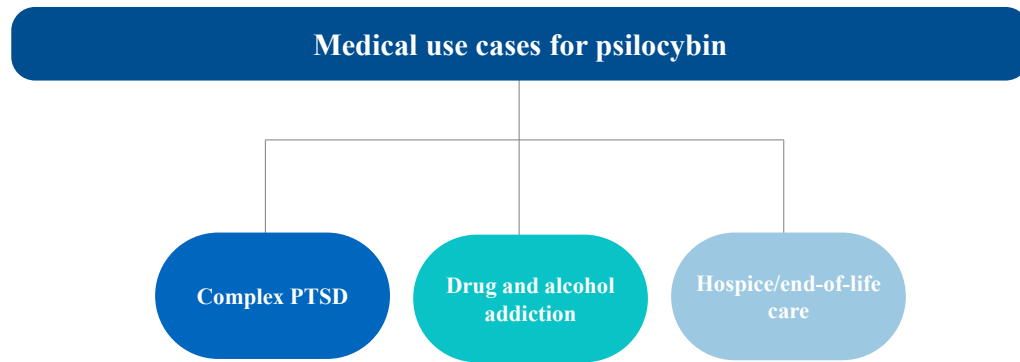 Medical use cases for psilocybin
Complex PTSD
Drug and alcohol
addiction
Hospice/end-of-life
care